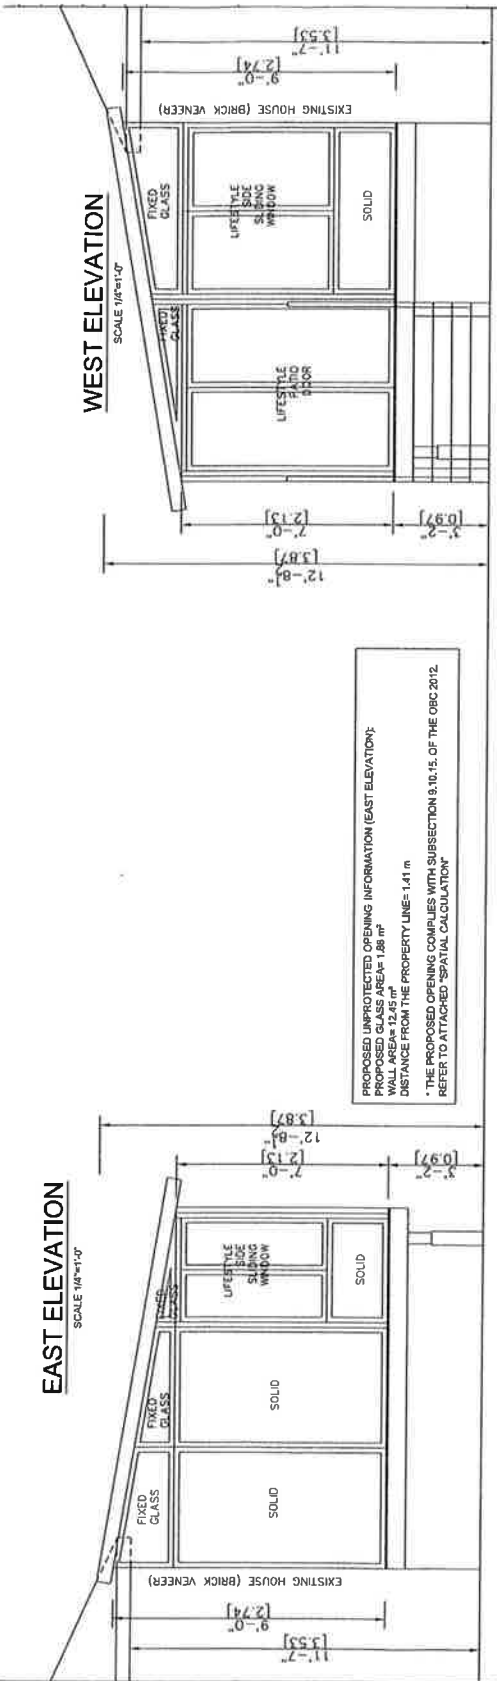 EAST ELEVATION
SCALE 1/4"=1'-0"
FIXED
GLASS
FIXED
GLASS
FIXED
GLASS
SOLID
SOLID
LIFESTYLE
SIDE
SLIDING
WINDOW
SOLID
EXISTING HOUSE (BRICK VENEER)
9'-0"
[2.74]
11'-7"
[3.53]
12'-8½"
[3.87]
7'-0"
[2.13]
3'-2"
[0.97]
PROPOSED UNPROTECTED OPENING INFORMATION (EAST ELEVATION):
PROPOSED GLASS AREA= 1.86 m²
WALL AREA= 12.45 m²
DISTANCE FROM THE PROPERTY LINE= 1.41 m
* THE PROPOSED OPENING COMPLIES WITH SUBSECTION 9.10.15. OF THE OBC 2012.
REFER TO ATTACHED "SPATIAL CALCULATION"
WEST ELEVATION
SCALE 1/4"=1'-0"
12'-8½"
[3.87]
7'-0"
[2.13]
3'-2"
[0.97]
FIXED
GLASS
FIXED
GLASS
LIFESTYLE
PATIO
DOOR
LIFESTYLE
SIDE
SLIDING
WINDOW
SOLID
EXISTING HOUSE (BRICK VENEER)
9'-0"
[2.74]
11'-7"
[3.53]